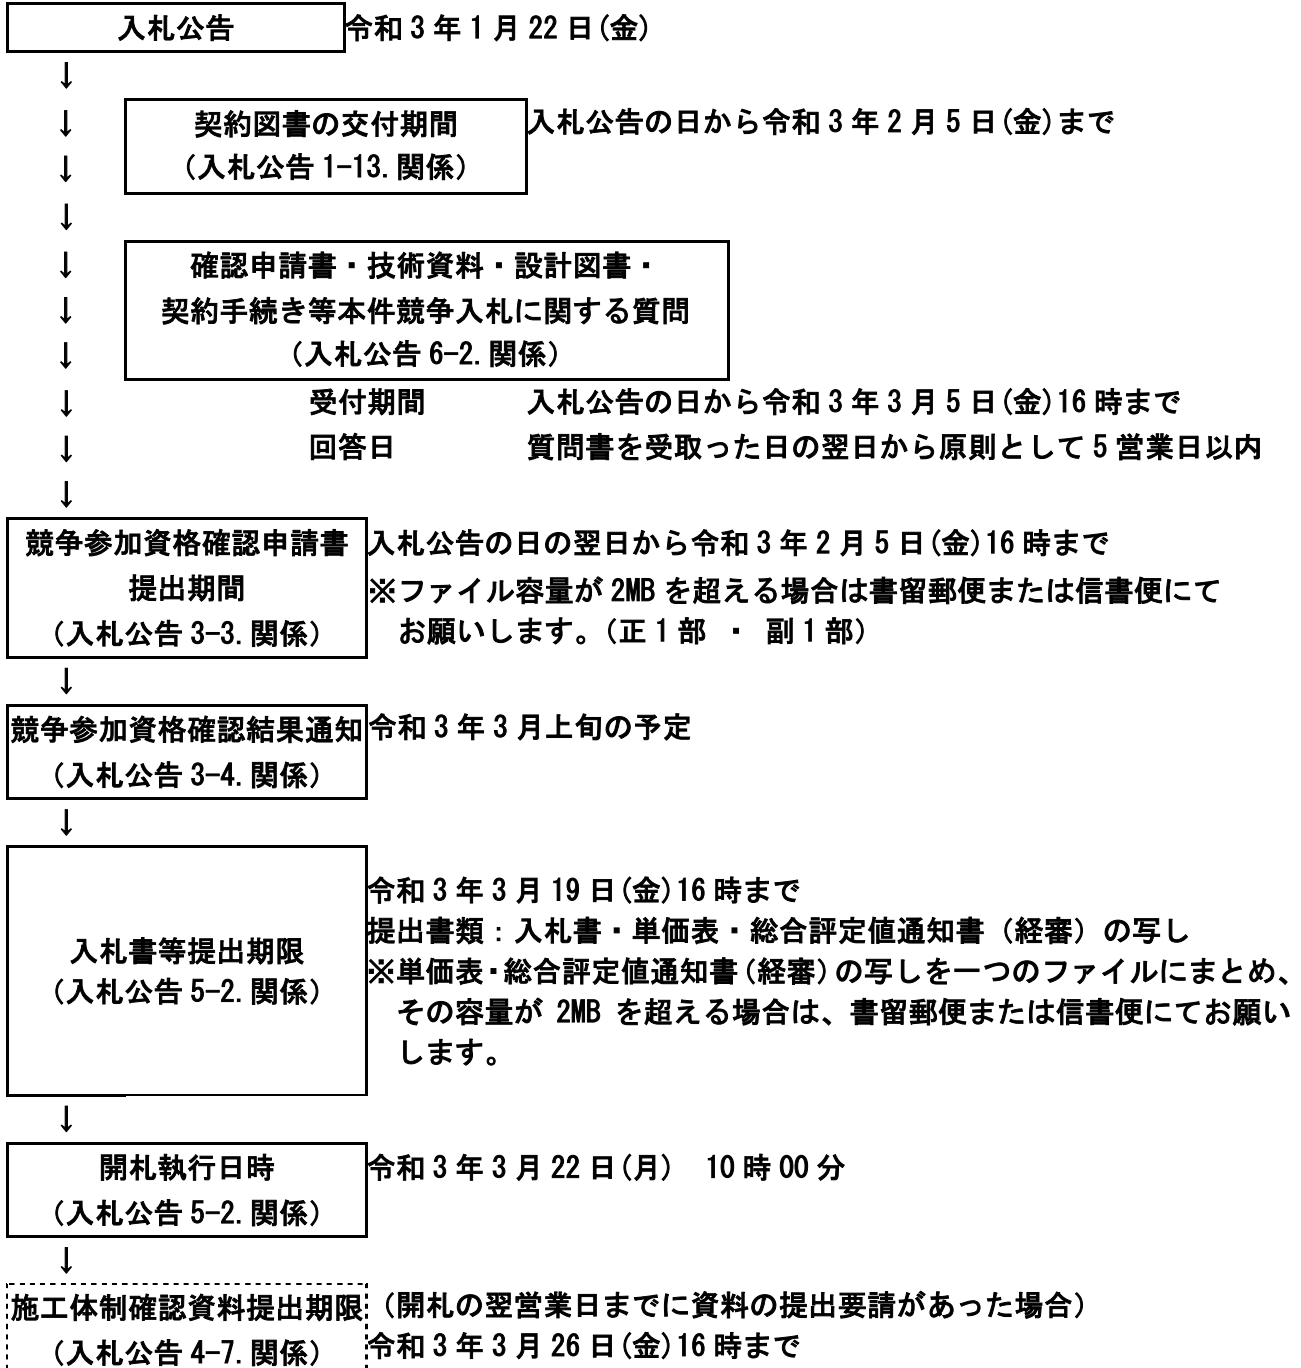 入札公告
令和3年1月22日(金)
↓
↓
契約図書の交付期間
入札公告の日から令和3年2月5日(金)まで
↓
(入札公告1-13.関係)
↓
↓
確認申請書・技術資料・設計図書・
↓
契約手続き等本件競争入札に関する質問
↓
(入札公告6-2.関係)
↓
受付期間 入札公告の日から令和3年3月5日(金)16時まで
↓
回答日 質問書を受取った日の翌日から原則として5営業日以内
↓
競争参加資格確認申請書
入札公告の日の翌日から令和3年2月5日(金)16時まで
提出期間
※ファイル容量が2MBを超える場合は書留郵便または信書便にて
(入札公告3-3.関係)
お願いします。(正1部 ・ 副1部)
↓
競争参加資格確認結果通知
令和3年3月上旬の予定
(入札公告3-4.関係)
↓
入札書等提出期限
(入札公告5-2.関係)
令和3年3月19日(金)16時まで
提出書類：入札書・単価表・総合評定値通知書（経審）の写し
※単価表・総合評定値通知書(経審)の写しを一つのファイルにまとめ、
その容量が 2MB を超える場合は、書留郵便または信書便にてお願い
します。
↓
開札執行日時
令和3年3月22日(月) 10時00分
(入札公告5-2.関係)
↓
施工体制確認資料提出期限
(開札の翌営業日までに資料の提出要請があった場合)
(入札公告4-7.関係)
令和3年3月26日(金)16時まで